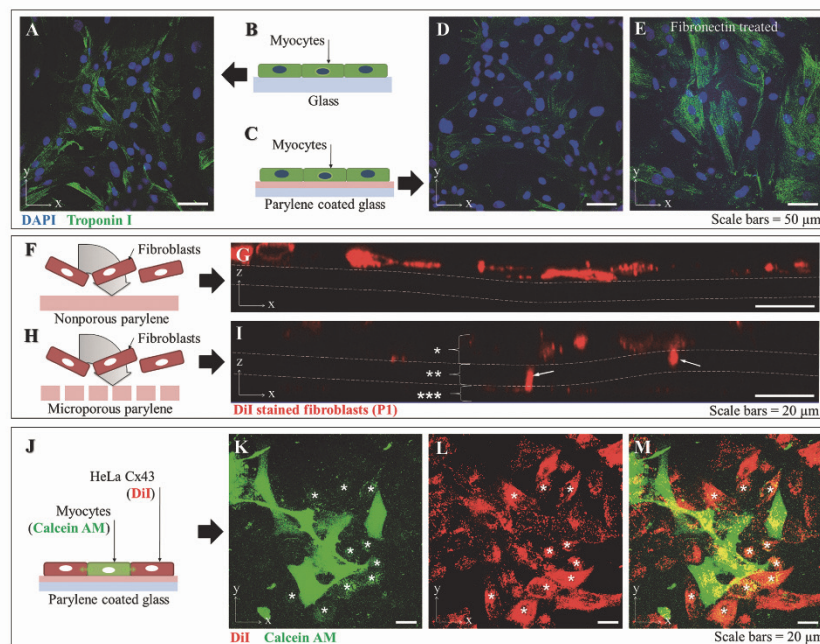 A
B
Myocytes
Glass
C
Myocytes
Parylene coated glass
D
E
Fibronectin treated
y
x
y
x
y
x
DAPI Troponin I
Scale bars = 50 µm
F
Fibroblasts
Nonporous parylene
G
z
x
H
Fibroblasts
Microporous parylene
I
z
x
*
**
***
DiI stained fibroblasts (P1)
Scale bars = 20 µm
J
HeLa Cx43
(DiI)
Myocytes
(Calcein AM)
Parylene coated glass
K
* * *
*
* *
* *
* *
*
y
x
L
* * *
*
* *
* *
* *
*
y
x
M
* * *
*
* *
* *
* *
*
y
x
DiI Calcein AM
Scale bars = 20 µm